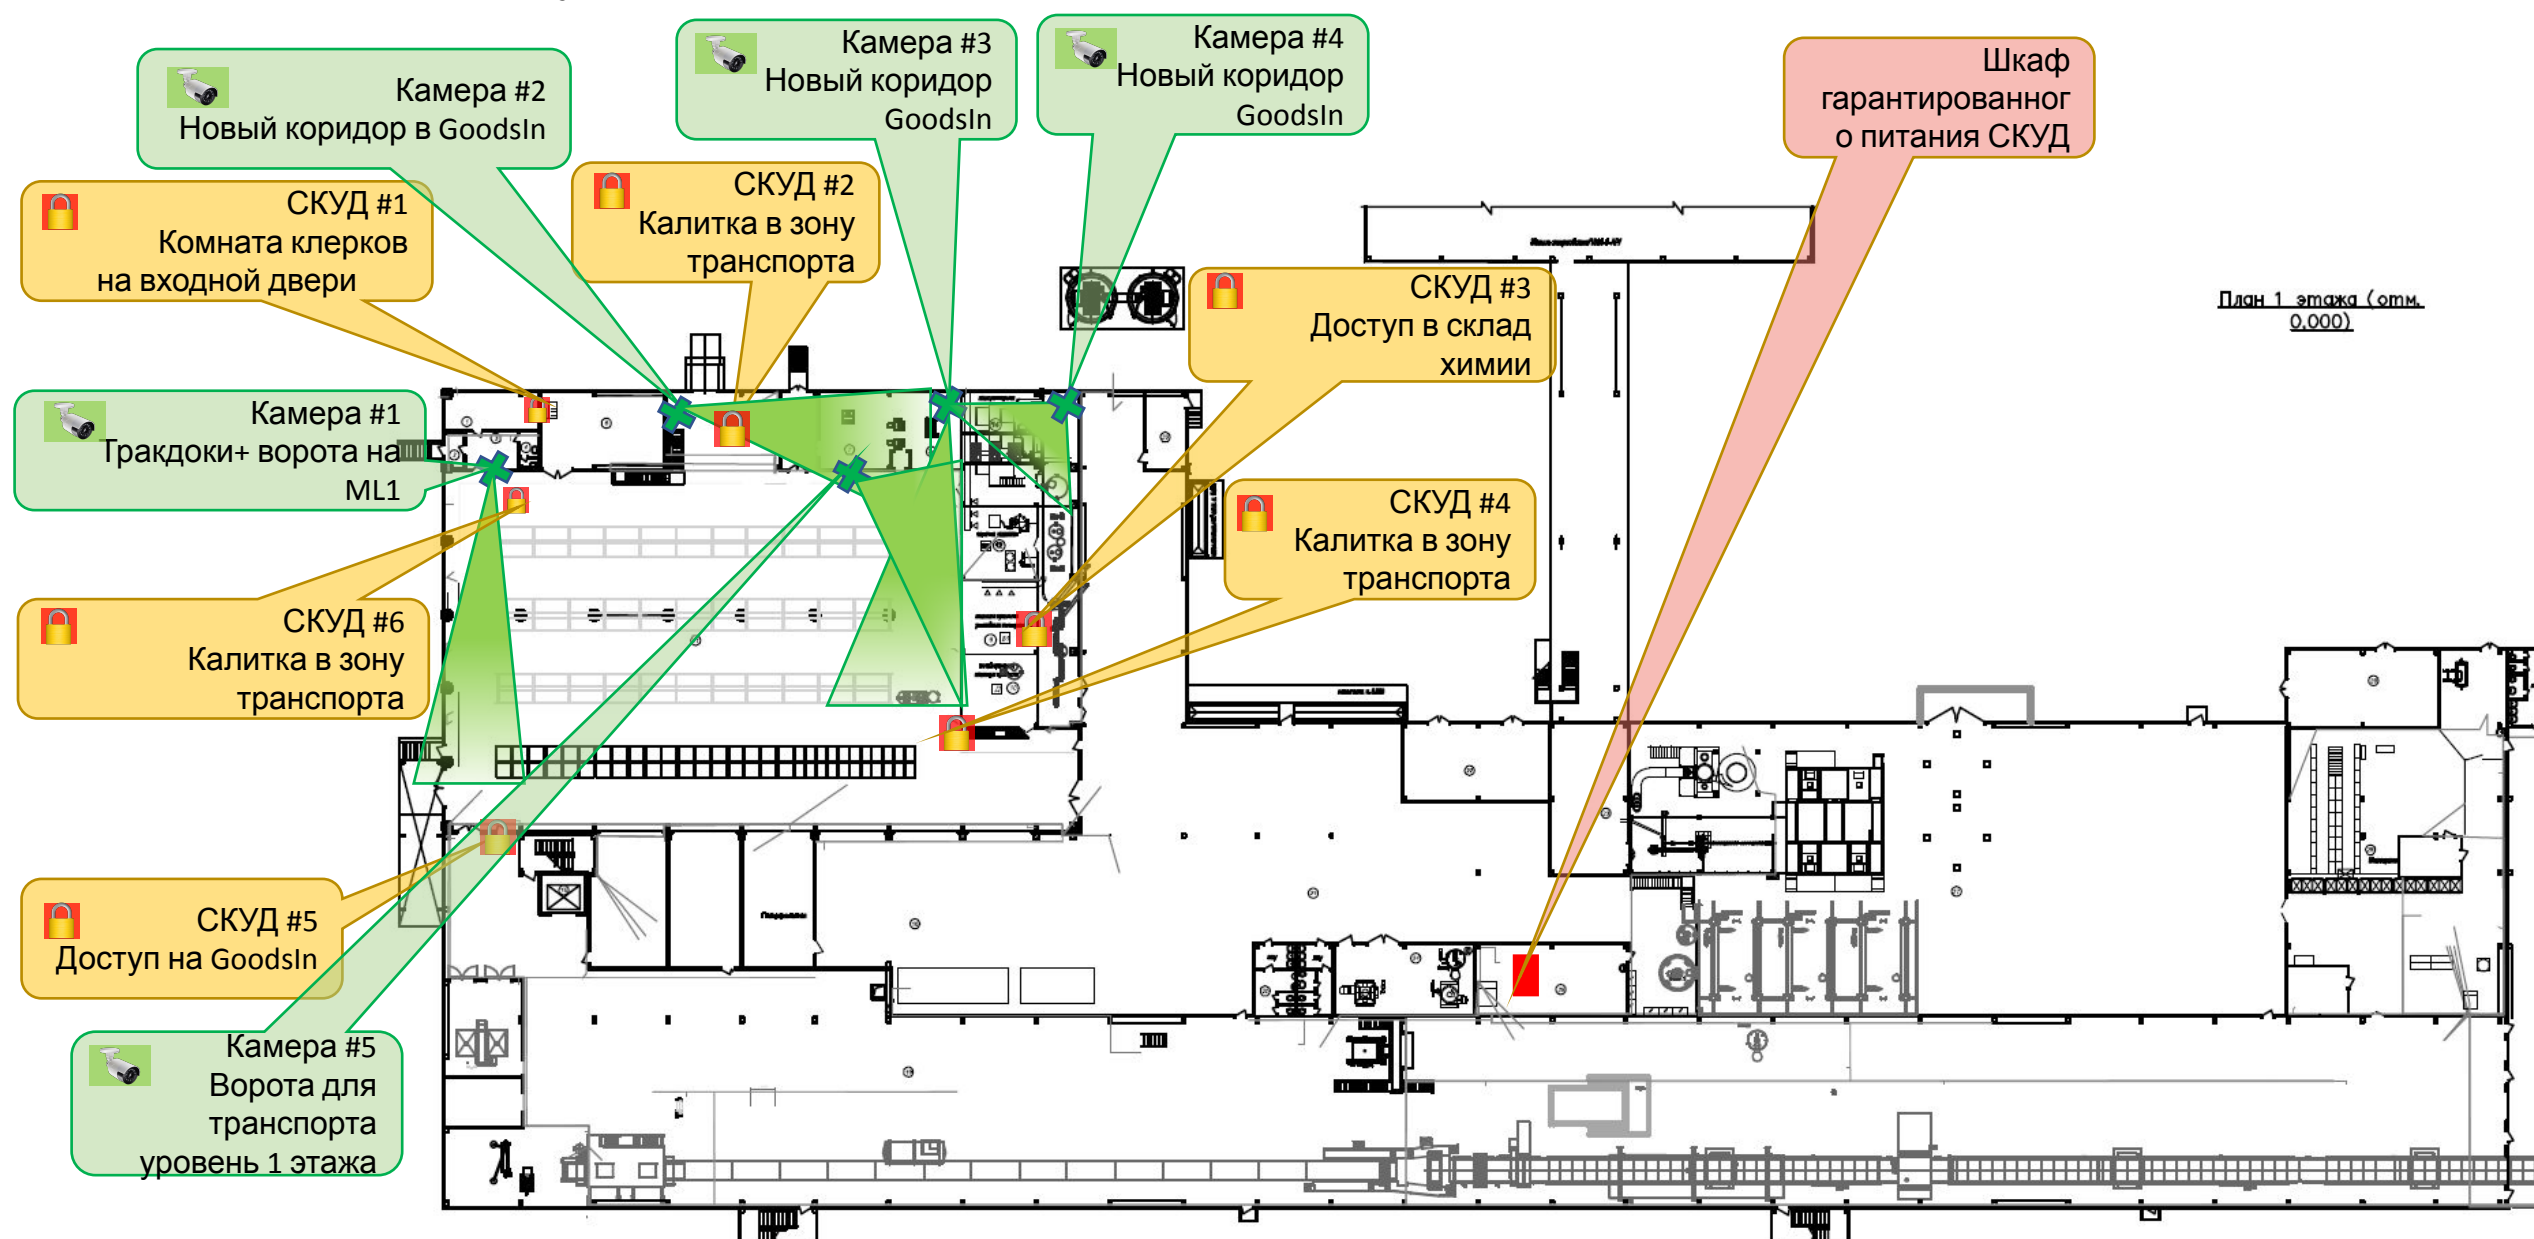 Камера #2
Новый коридор в GoodsIn
Камера #3
Новый коридор
GoodsIn
Камера #4
Новый коридор
GoodsIn
Шкаф
гарантированног
о питания СКУД
СКУД #1
Комната клерков
на входной двери
СКУД #2
Калитка в зону
транспорта
СКУД #3
Доступ в склад
химии
План 1 этажа (отм.
0,000)
Камера #1
Тракдоки+ ворота на
ML1
СКУД #4
Калитка в зону
транспорта
СКУД #6
Калитка в зону
транспорта
СКУД #5
Доступ на GoodsIn
Камера #5
Ворота для
транспорта
уровень 1 этажа